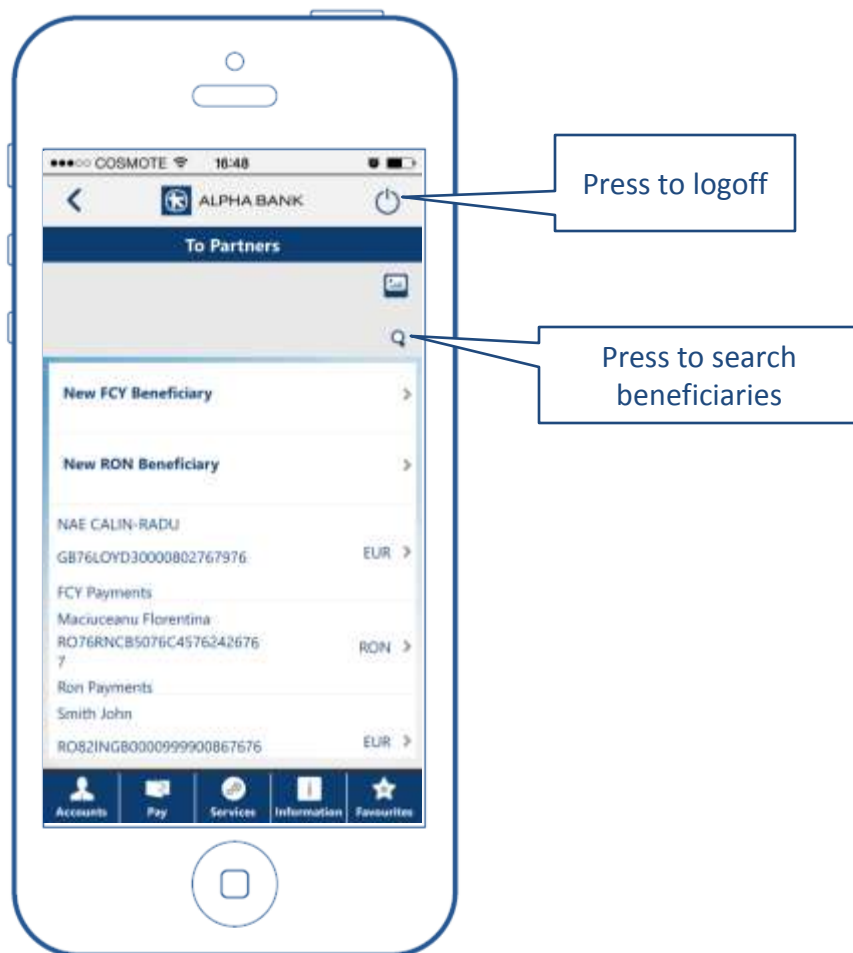 COSMOTE 16:48
ALPHA BANK
Press to logoff
To Partners
Press to search
beneficiaries
New FCY Beneficiary
New RON Beneficiary
NAE CALIN-RADU
GB76LOYD30000802767976 EUR
FCY Payments
Maciuceanu Florentina
RO76RNCB5076C4576242676
7
RON
Ron Payments
Smith John
RO82INGB0000999900867676 EUR
Accounts Pay Services Information Favourites